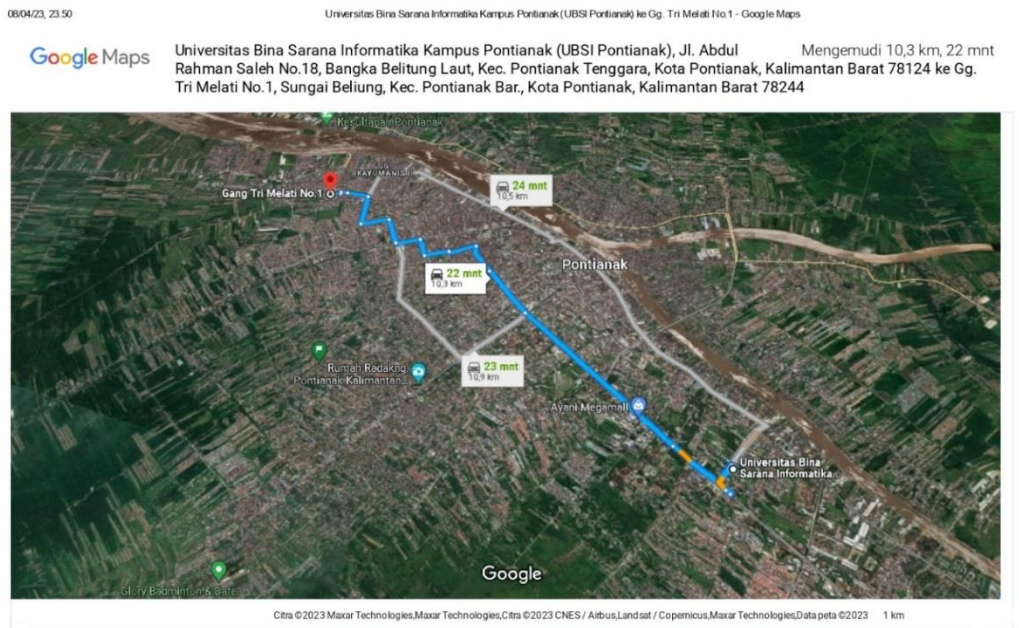 08/04/23, 23.50
Universitas Bina Sarana Informatika Kampus Pontianak (UBSI Pontianak) ke Gg. Tri Melati No.1 - Google Maps
Google Maps
Universitas Bina Sarana Informatika Kampus Pontianak (UBSI Pontianak), Jl. Abdul
Mengemudi 10,3 km, 22 mnt
Rahman Saleh No.18, Bangka Belitung Laut, Kec. Pontianak Tenggara, Kota Pontianak, Kalimantan Barat 78124 ke Gg.
Tri Melati No.1, Sungai Beliung, Kec. Pontianak Bar., Kota Pontianak, Kalimantan Barat 78244
Kesultanan Pontianak
KAYUMANIS
Gang Tri Melati No.1
24 mnt
10,5 km
Pontianak
22 mnt
10,3 km
23 mnt
10,9 km
Rumah Radakng
Pontianak Kalimantan...
Ayani Megamall
Universitas Bina
Sarana Informatika...
Glory Badminton & Cafe
Google
Citra ©2023 Maxar Technologies,Maxar Technologies,Citra ©2023 CNES / Airbus,Landsat / Copernicus,Maxar Technologies,Data peta ©2023
1 km